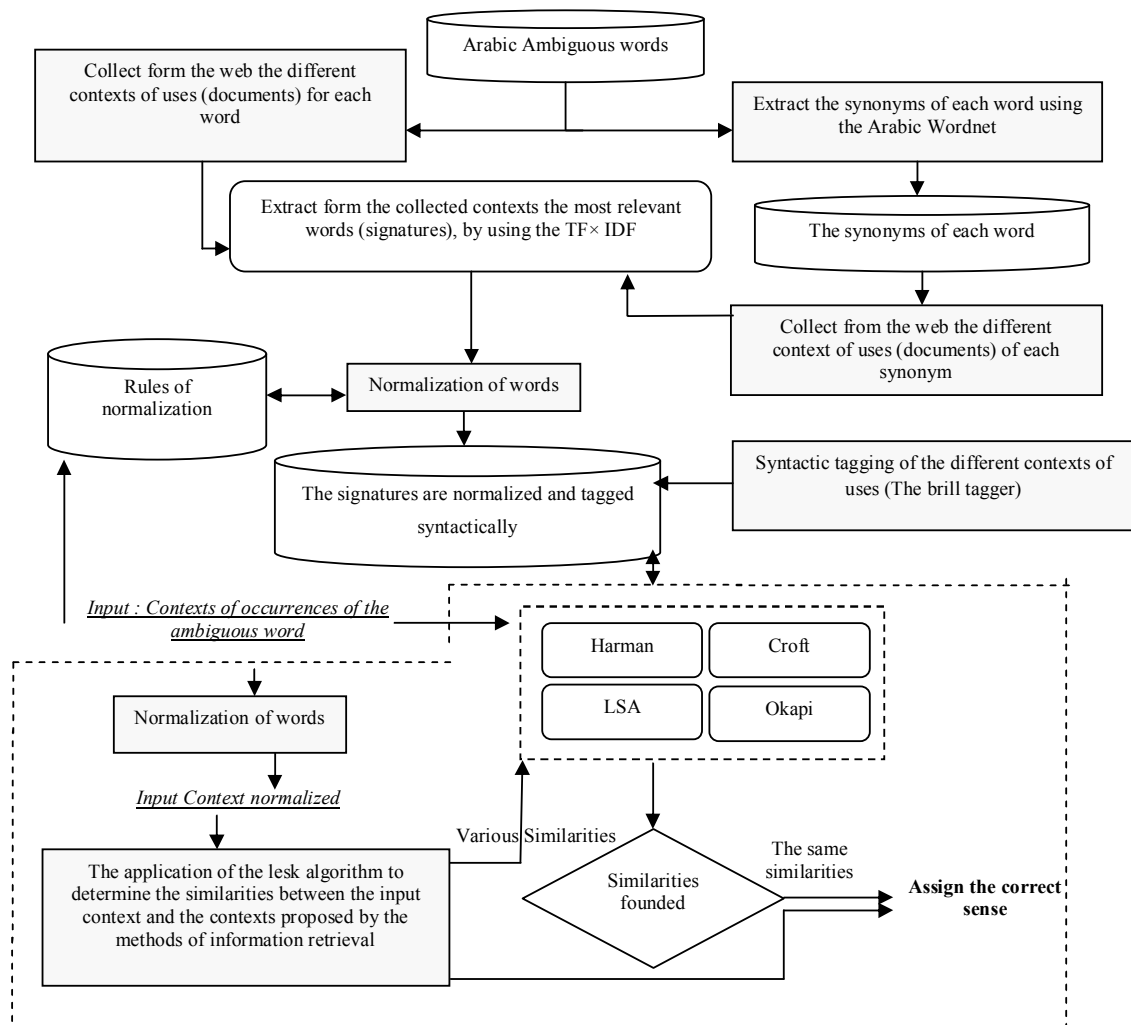 Arabic Ambiguous words
Collect form the web the different
contexts of uses (documents) for each
word
Extract the synonyms of each word using
the Arabic Wordnet
Extract form the collected contexts the most relevant
words (signatures), by using the TF× IDF
The synonyms of each word
Collect from the web the different
context of uses (documents) of each
synonym
Rules of
normalization
Normalization of words
Syntactic tagging of the different contexts of
uses (The brill tagger)
The signatures are normalized and tagged
syntactically
Input : Contexts of occurrences of the
ambiguous word
Harman
Croft
LSA
Okapi
Normalization of words
Input Context normalized
Various Similarities
The application of the lesk algorithm to
determine the similarities between the input
context and the contexts proposed by the
methods of information retrieval
Similarities
founded
The same
similarities
Assign the correct
sense